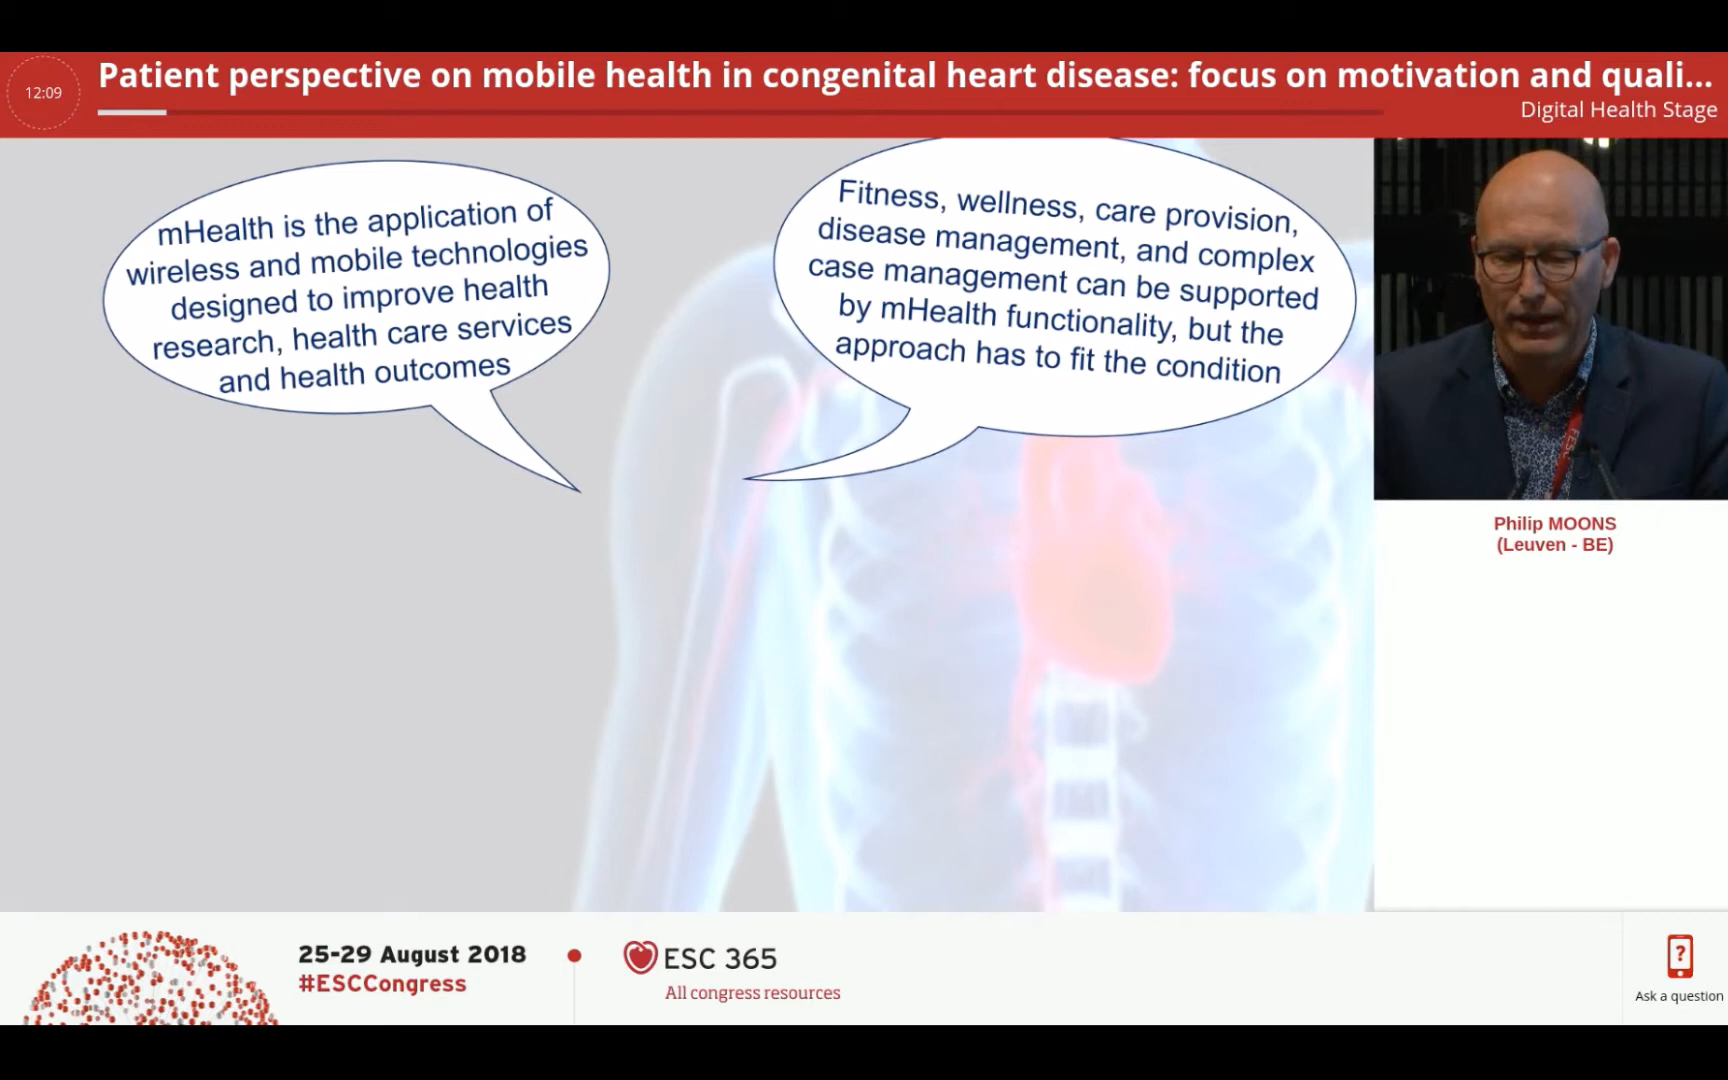 12:09
Patient perspective on mobile health in congenital heart disease: focus on motivation and quali...
Digital Health Stage
mHealth is the application of
wireless and mobile technologies
designed to improve health
research, health care services
and health outcomes
Fitness, wellness, care provision,
disease management, and complex
case management can be supported
by mHealth functionality, but the
approach has to fit the condition
FESC
Philip MOONS
(Leuven - BE)
25-29 August 2018
#ESCCongress
ESC 365
All congress resources
?
Ask a question